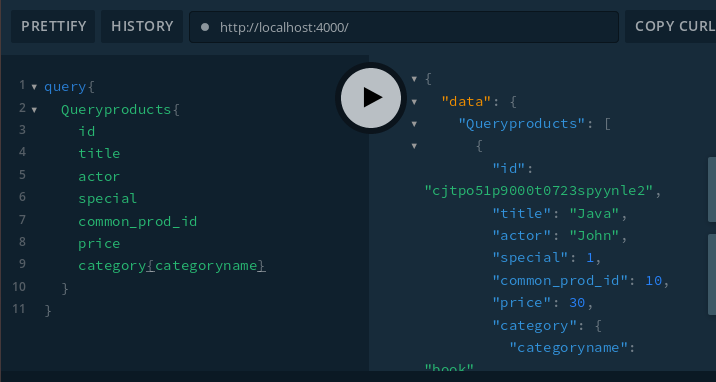 PRETTIFY HISTORY http://localhost:4000/ COPY CURL
1 query{
2 Queryproducts{
3 id
4 title
5 actor
6 special
7 common_prod_id
8 price
9 category{categoryname}
10 }
11 }
{
"data": {
"Queryproducts": [
{
"id":
"cjtpo51p9000t0723spyynle2",
"title": "Java",
"actor": "John",
"special": 1,
"common_prod_id": 10,
"price": 30,
"category": {
"categoryname":
"book"